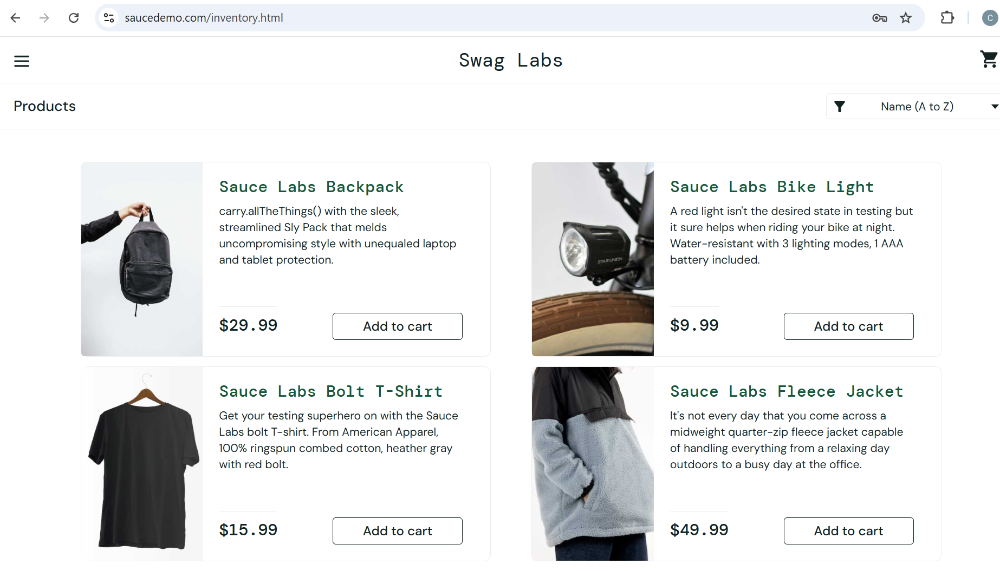 saucedemo.com/inventory.html
C
Swag Labs
Products
Name (A to Z)
Sauce Labs Backpack
carry.allTheThings() with the sleek,
streamlined Sly Pack that melds
uncompromising style with unequaled laptop
and tablet protection.
$29.99
Add to cart
Sauce Labs Bike Light
A red light isn't the desired state in testing but
it sure helps when riding your bike at night.
Water-resistant with 3 lighting modes, 1 AAA
battery included.
STAR UNION
$9.99
Add to cart
Sauce Labs Bolt T-Shirt
Get your testing superhero on with the Sauce
Labs bolt T-shirt. From American Apparel,
100% ringspun combed cotton, heather gray
with red bolt.
$15.99
Add to cart
Sauce Labs Fleece Jacket
It's not every day that you come across a
midweight quarter-zip fleece jacket capable
of handling everything from a relaxing day
outdoors to a busy day at the office.
$49.99
Add to cart